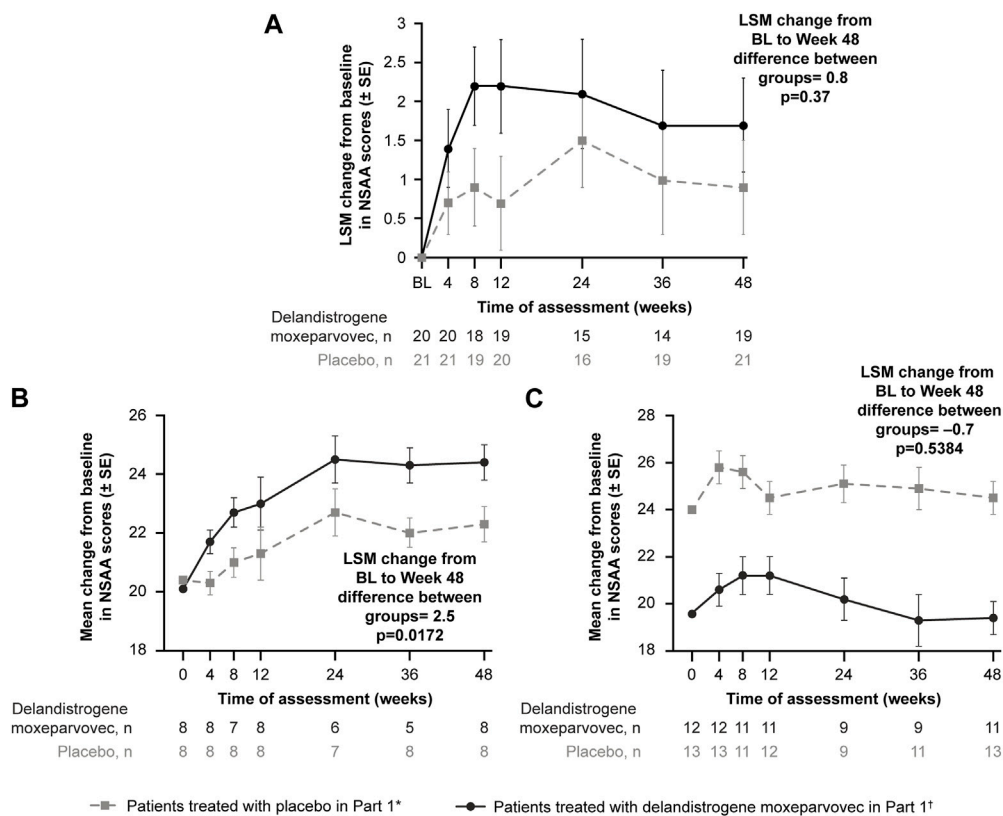 A
LSM change from
BL to Week 48
difference between
groups= 0.8
p=0.37
LSM change from baseline
in NSAA scores (± SE)
3
2.5
2
1.5
1
0.5
0
BL 4 8 12 24 36 48
Time of assessment (weeks)
Delandistrogene
moxeparvovec, n 20 20 18 19 15 14 19
Placebo, n 21 21 19 20 16 19 21
B
Mean change from baseline
in NSAA scores (± SE)
26
24
22
20
18
LSM change from
BL to Week 48
difference between
groups= 2.5
p=0.0172
0 4 8 12 24 36 48
Time of assessment (weeks)
Delandistrogene
moxeparvovec, n 8 8 7 8 6 5 8
Placebo, n 8 8 8 8 7 8 8
C
LSM change from
BL to Week 48
difference between
groups= –0.7
p=0.5384
Mean change from baseline
in NSAA scores (± SE)
28
26
24
22
20
18
0 4 8 12 24 36 48
Time of assessment (weeks)
Delandistrogene
moxeparvovec, n 12 12 11 11 9 9 11
Placebo, n 13 13 11 12 9 11 13
Patients treated with placebo in Part 1*
Patients treated with delandistrogene moxeparvovec in Part 1†